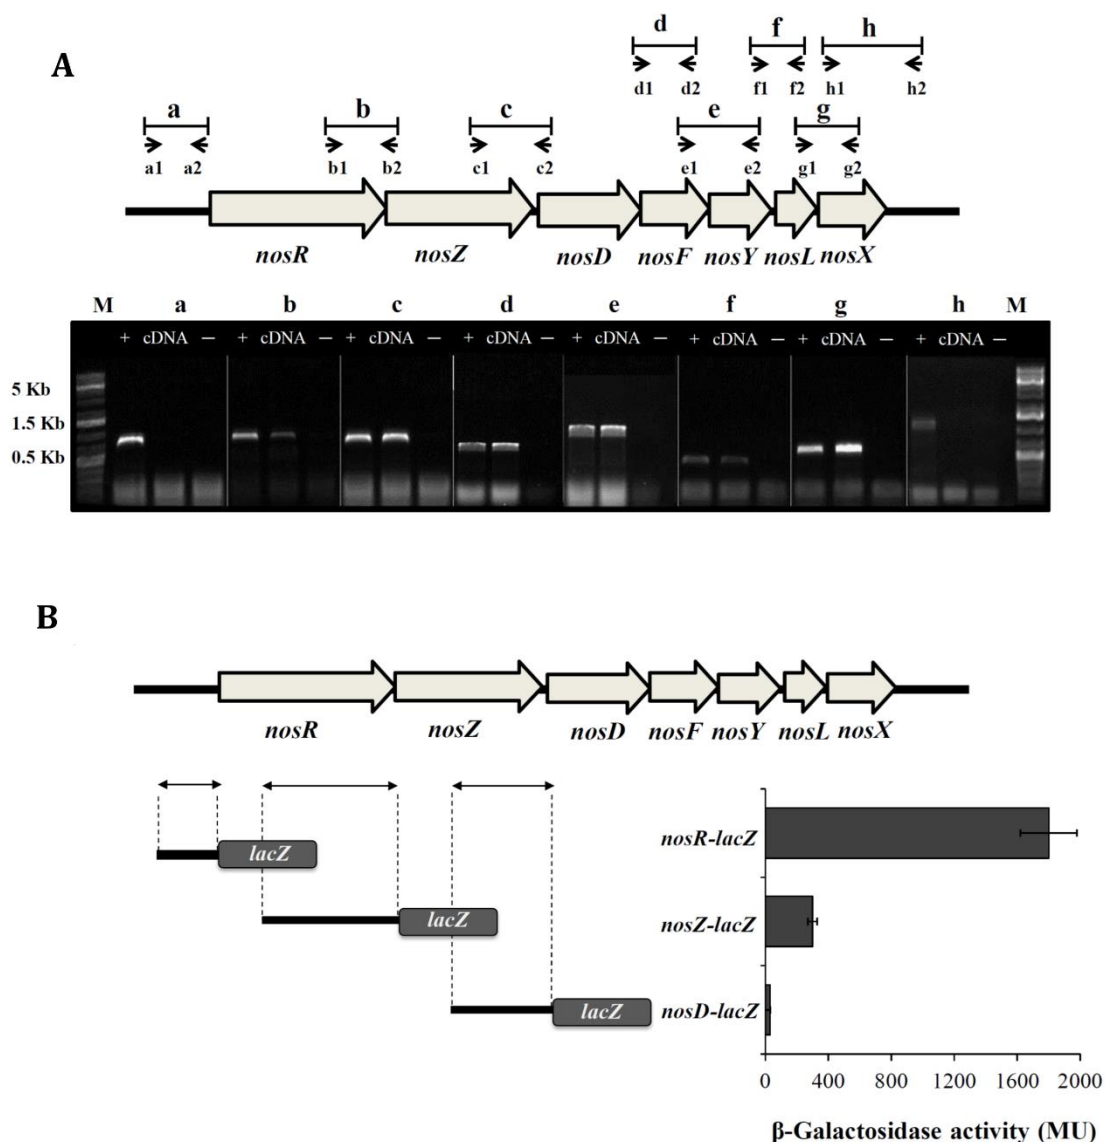 A
d f h
d1 d2 f1 f2 h1 h2
a b c e g
a1 a2 b1 b2 c1 c2 e1 e2 g1 g2
nosR nosZ nosD nosF nosY nosL nosX
M a b c d e f g h M
+ cDNA – + cDNA – + cDNA – + cDNA – + cDNA – + cDNA – + cDNA – + cDNA –
5 Kb
1.5 Kb
0.5 Kb
B
nosR nosZ nosD nosF nosY nosL nosX
lacZ
lacZ
lacZ
nosR-lacZ
nosZ-lacZ
nosD-lacZ
0 400 800 1200 1600 2000
β-Galactosidase activity (MU)